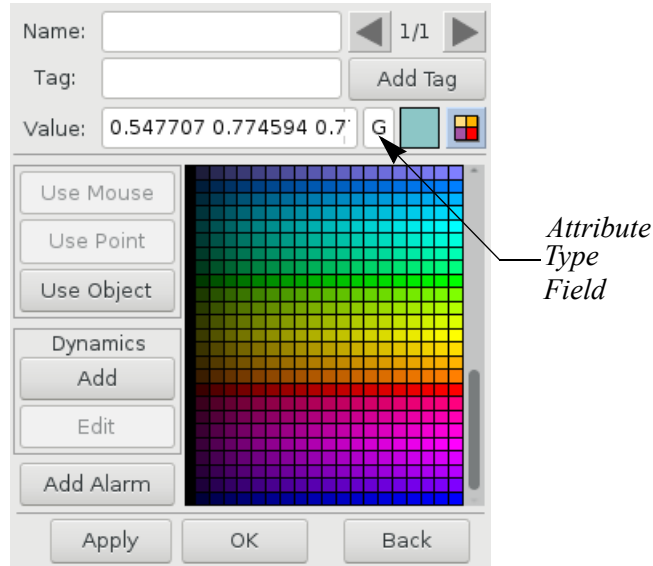 Name:
1/1
Tag:
Add Tag
Value: 0.547707 0.774594 0.7 G
Use Mouse
Use Point
Use Object
Attribute
Type
Field
Dynamics
Add
Edit
Add Alarm
Apply OK Back